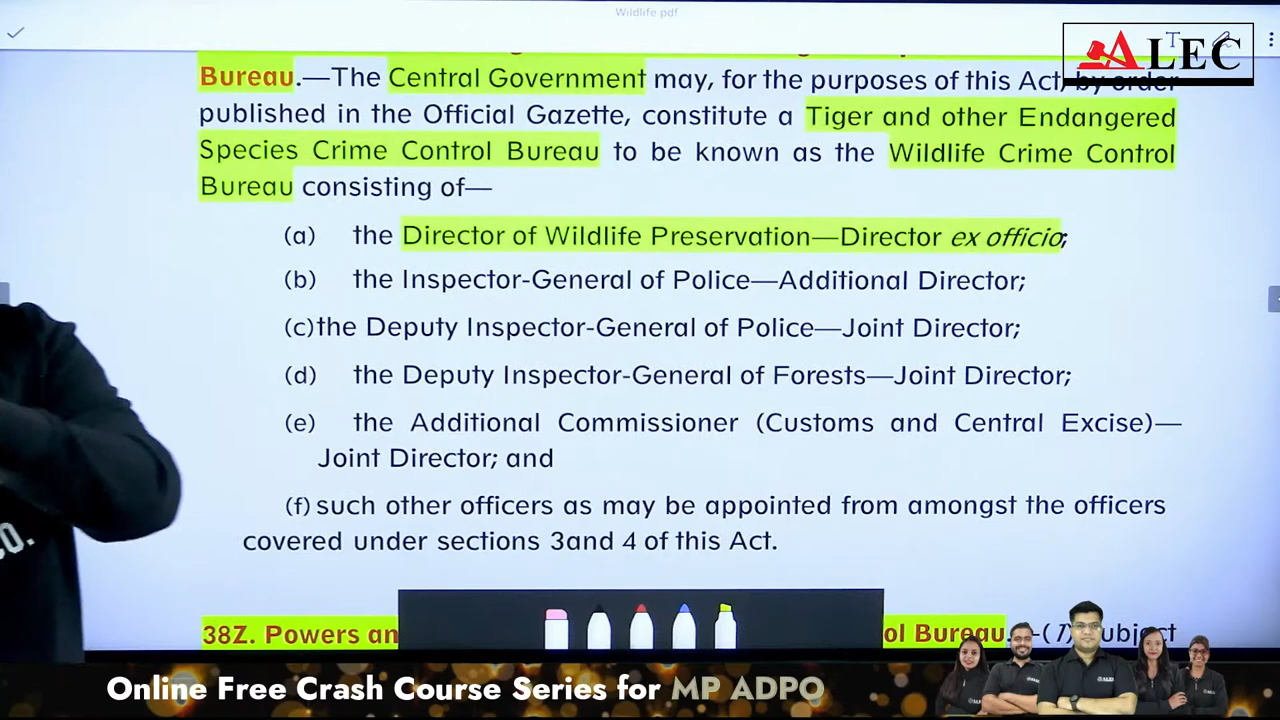 Wildlife pdf
ALEC
Bureau.—The Central Government may, for the purposes of this Act, by order
published in the Official Gazette, constitute a Tiger and other Endangered
Species Crime Control Bureau to be known as the Wildlife Crime Control
Bureau consisting of—
(a) the Director of Wildlife Preservation—Director ex officio;
(b) the Inspector-General of Police—Additional Director;
(c)the Deputy Inspector-General of Police—Joint Director;
(d) the Deputy Inspector-General of Forests—Joint Director;
(e) the Additional Commissioner (Customs and Central Excise)—
Joint Director; and
(f) such other officers as may be appointed from amongst the officers
covered under sections 3and 4 of this Act.
38Z. Powers an ol Bureau.—(1) Subject
CO.
Online Free Crash Course Series for MP ADPO